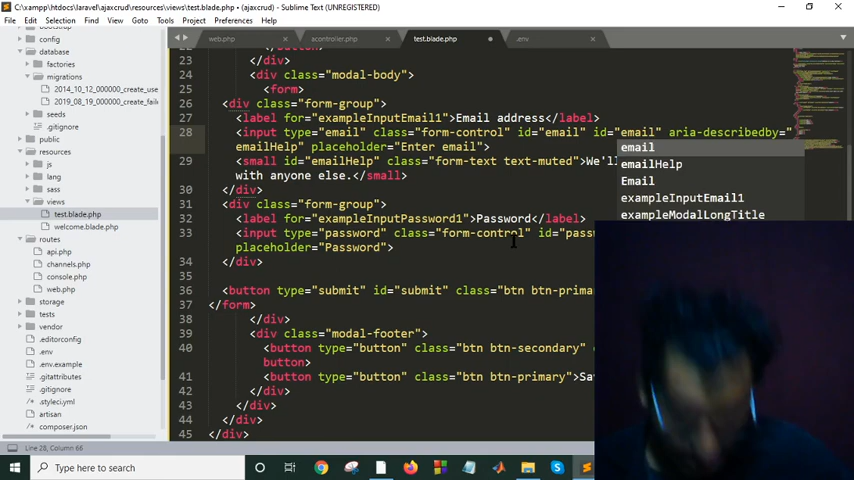 C:\xampp\htdocs\laravel\ajaxcrud\resources\views\test.blade.php • (ajaxcrud) - Sublime Text (UNREGISTERED)
File Edit Selection Find View Goto Tools Project Preferences Help
web.php acontroller.php test.blade.php .env
config
database
factories
migrations
2014_10_12_000000_create_use
2019_08_19_000000_create_faile
seeds
.gitignore
public
resources
js
lang
sass
views
test.blade.php
welcome.blade.php
routes
api.php
channels.php
console.php
web.php
storage
tests
vendor
.editorconfig
.env
.env.example
.gitattributes
.gitignore
.styleci.yml
artisan
composer.json
23 </div>
24 <div class="modal-body">
25 <form>
26 <div class="form-group">
27 <label for="exampleInputEmail1">Email address</label>
28 <input type="email" class="form-control" id="email" id="email" aria-describedby="
emailHelp" placeholder="Enter email">
29 <small id="emailHelp" class="form-text text-muted">We'l
with anyone else.</small>
30 </div>
31 <div class="form-group">
32 <label for="exampleInputPassword1">Password</label>
33 <input type="password" class="form-control" id="pass
placeholder="Password">
34 </div>
35
36 <button type="submit" id="submit" class="btn btn-prima
37 </form>
38 </div>
39 <div class="modal-footer">
40 <button type="button" class="btn btn-secondary"
button>
41 <button type="button" class="btn btn-primary">Sa
42 </div>
43 </div>
44 </div>
45 </div>
email
emailHelp
Email
exampleInputEmail1
exampleModalLongTitle
Line 28, Column 66
Type here to search